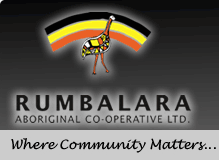 RUMBALARA
ABORIGINAL CO-OPERATIVE LTD.
Where Community Matters...